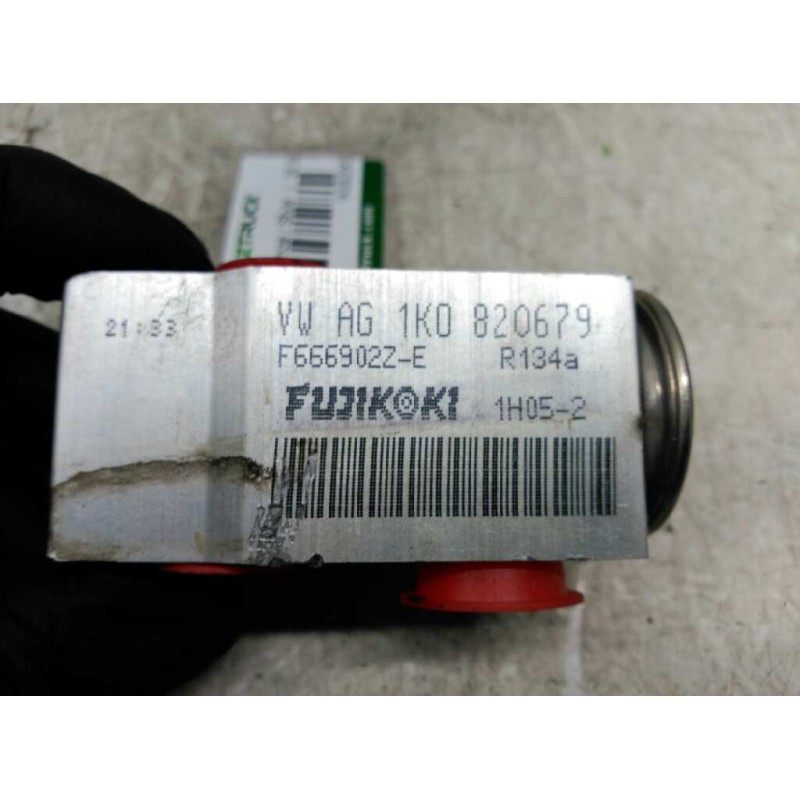 21:33
VW AG 1K0 820679
F666902Z-E R134a
FUJIKOKI 1H05-2